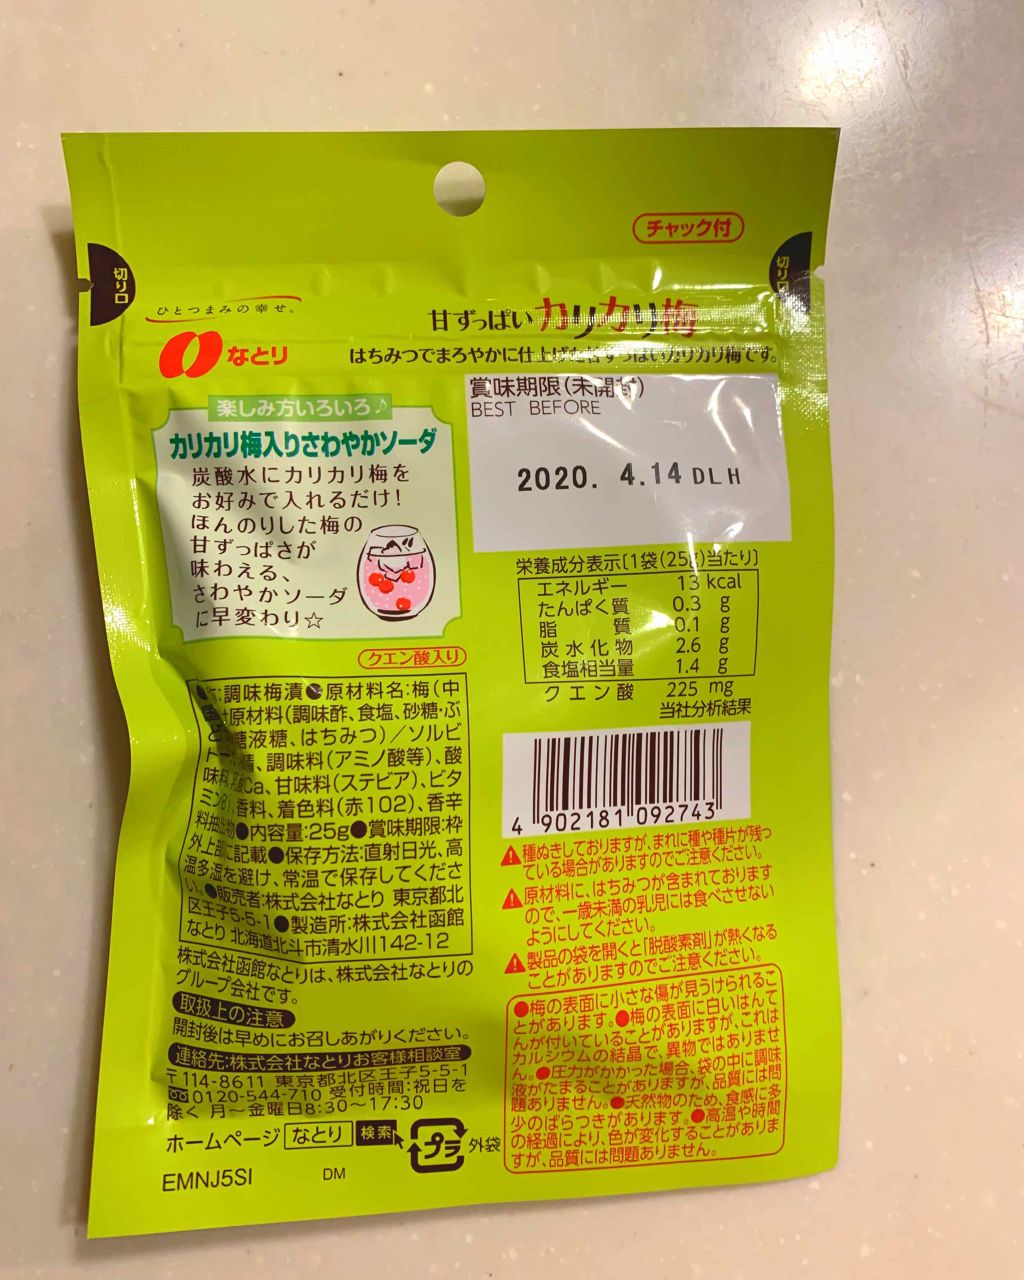 チャック付
切り口
切り口
ひとつまみの幸せ。
なとり
甘ずっぱいカリカリ梅
はちみつでまろやかに仕上げた甘ずっぱいカリカリ梅です。
楽しみ方いろいろ♪
カリカリ梅入りさわやかソーダ
炭酸水にカリカリ梅を
お好みで入れるだけ!
ほんのりした梅の
甘ずっぱさが
味わえる、
さわやかソーダ
に早変わり☆
賞味期限(未開封)
BEST BEFORE
2020. 4.14 DLH
栄養成分表示〔1袋(25g)当たり〕
エネルギー 13 kcal
たんぱく質 0.3 g
脂質 0.1 g
炭水化物 2.6 g
食塩相当量 1.4 g
クエン酸 225 mg
当社分析結果
クエン酸入り
:調味梅漬●原材料名:梅(中
原材料(調味酢、食塩、砂糖・ぶ
糖液糖、はちみつ)/ソルビ
トー 、調味料(アミノ酸等)、酸
味料、 Ca、甘味料(ステビア)、ビタ
ミンB1、香料、着色料(赤102)、香辛
料抽出物●内容量:25g●賞味期限:枠
外上部に記載●保存方法:直射日光、高
温多湿を避け、常温で保存してくださ
い。●販売者:株式会社なとり 東京都北
区王子5-5-1●製造所:株式会社函館
なとり 北海道北斗市清水川142-12
株式会社函館なとりは、株式会社なとりの
グループ会社です。
取扱上の注意
開封後は早めにお召しあがりください。
連絡先:株式会社なとりお客様相談室
〒114-8611 東京都北区王子5-5-1
0120-544-710 受付時間:祝日を
除く 月～金曜日8:30～17:30
ホームページ なとり 検索
プラ 外袋
EMNJ5SI DM
4 902181 092743
種ぬきしておりますが、まれに種や種片が残っ
ている場合がありますのでご注意ください。
原材料に、はちみつが含まれております
ので、一歳未満の乳児には食べさせない
ようにしてください。
製品の袋を開くと「脱酸素剤」が熱くなる
ことがありますのでご注意ください。
●梅の表面に小さな傷が見うけられるこ
とがあります。●梅の表面に白いはんて
んが付いていることがありますが、これは
カルシウムの結晶で、異物ではありませ
ん。●圧力がかかった場合、袋の中に調味
液がたまることがありますが、品質には問
題ありません。●天然物のため、食感に多
少のばらつきがあります。●高温や時間
の経過により、色が変化することがありま
すが、品質には問題ありません。